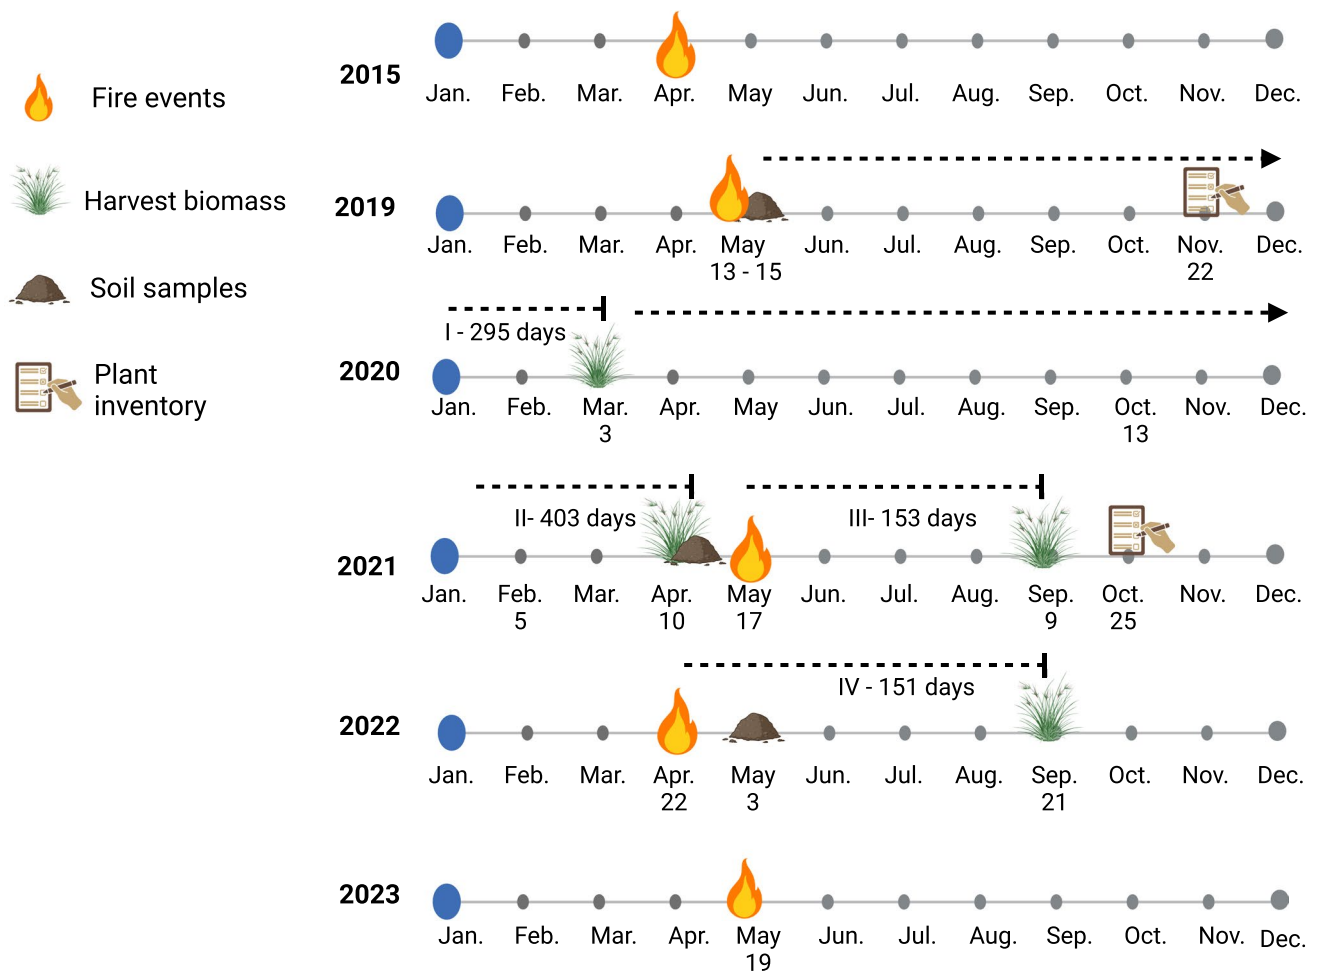 Fire events
Harvest biomass
Soil samples
Plant
inventory
2015
Jan. Feb. Mar. Apr. May Jun. Jul. Aug. Sep. Oct. Nov. Dec.
2019
Jan. Feb. Mar. Apr. May Jun. Jul. Aug. Sep. Oct. Nov. Dec.
13 - 15 22
I - 295 days
2020
Jan. Feb. Mar. Apr. May Jun. Jul. Aug. Sep. Oct. Nov. Dec.
3 13
II- 403 days III- 153 days
2021
Jan. Feb. Mar. Apr. May Jun. Jul. Aug. Sep. Oct. Nov. Dec.
5 10 17 9 25
IV - 151 days
2022
Jan. Feb. Mar. Apr. May Jun. Jul. Aug. Sep. Oct. Nov. Dec.
22 3 21
2023
Jan. Feb. Mar. Apr. May Jun. Jul. Aug. Sep. Oct. Nov. Dec.
19